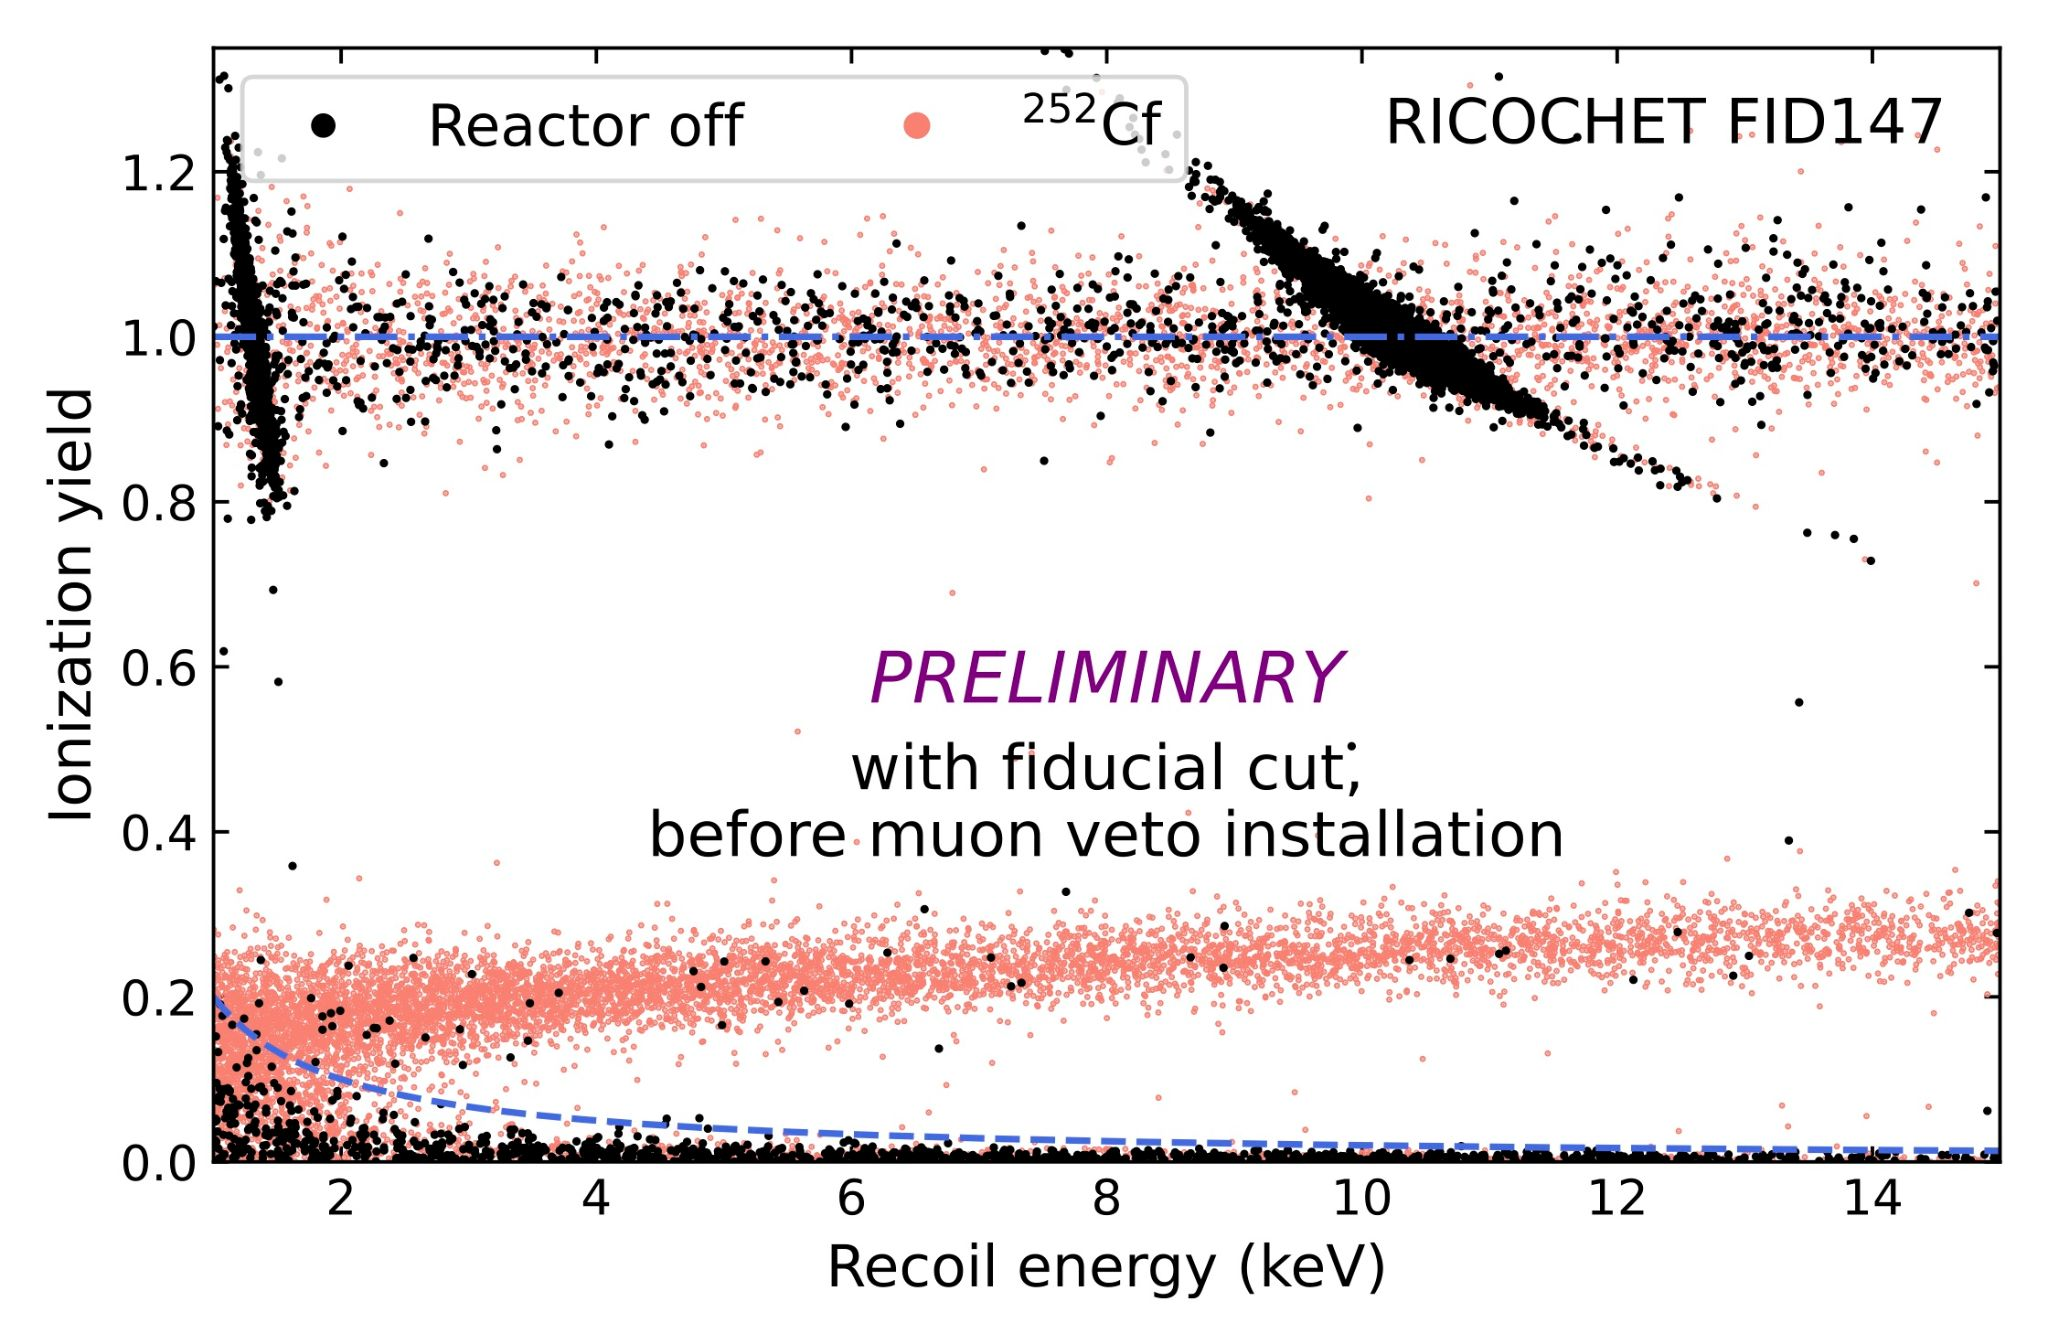 Reactor off
²⁵²Cf
RICOCHET FID147
PRELIMINARY
with fiducial cut,
before muon veto installation
Ionization yield
1.2
1.0
0.8
0.6
0.4
0.2
0.0
2 4 6 8 10 12 14
Recoil energy (keV)